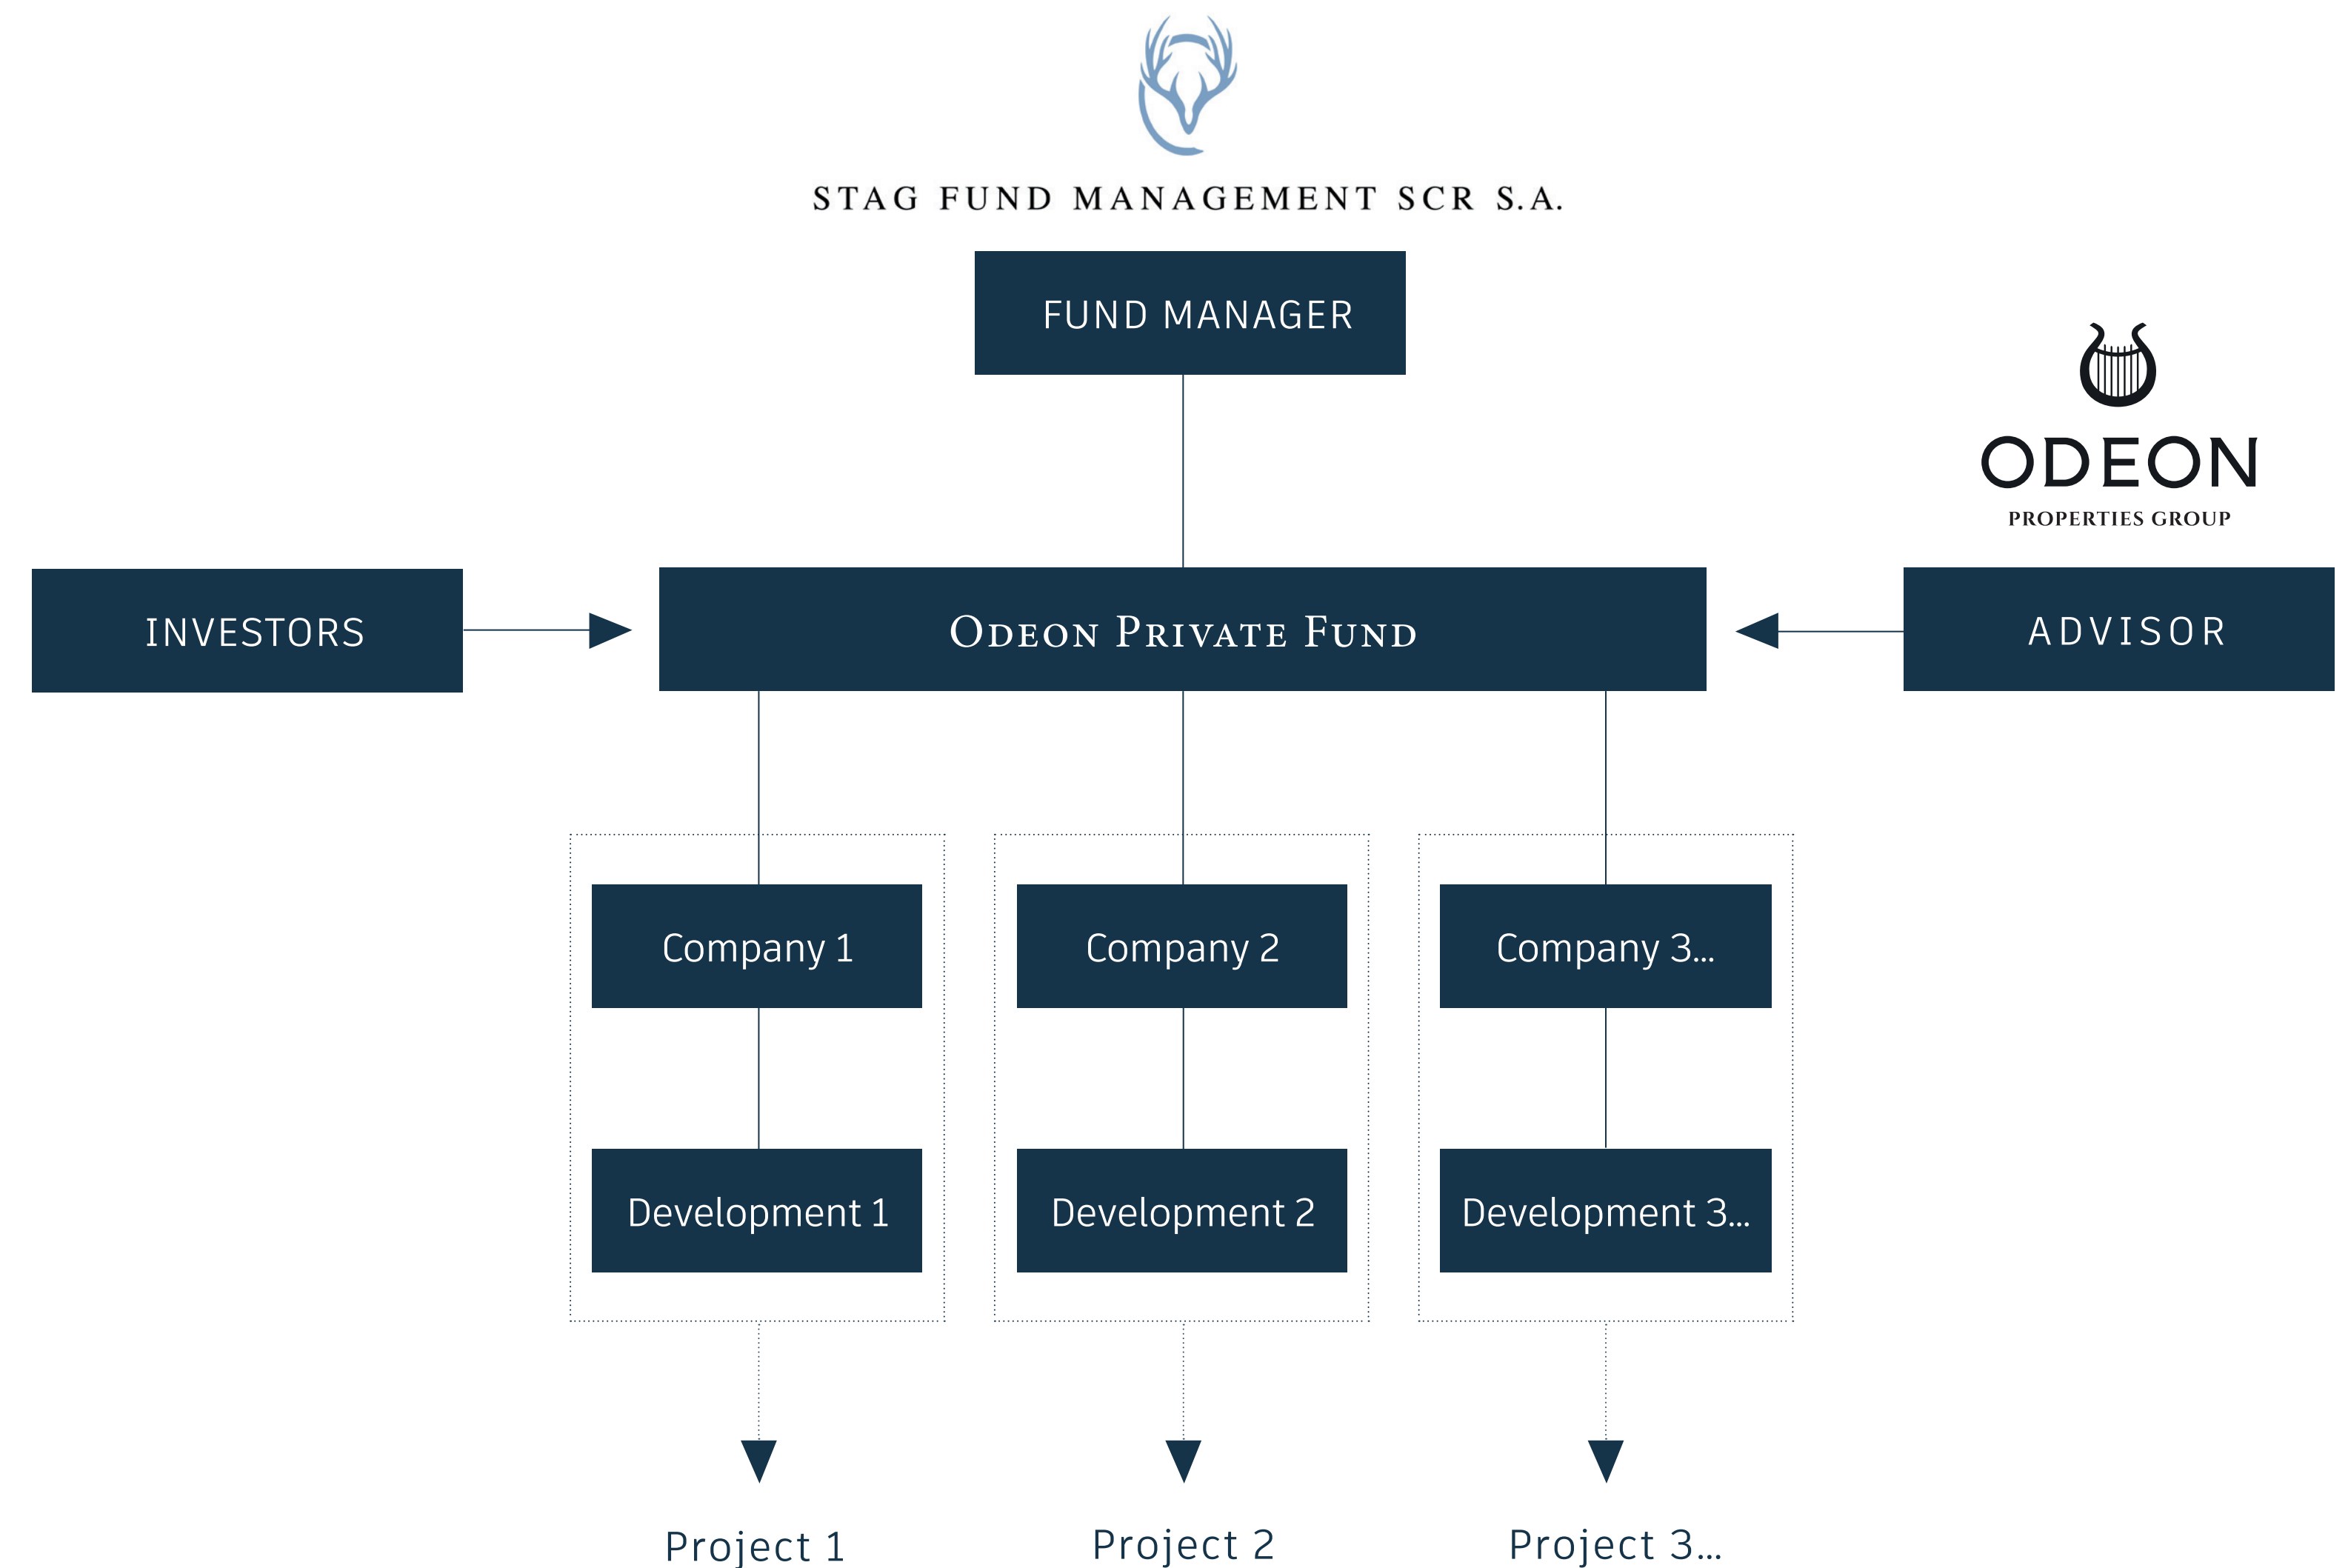 STAG FUND MANAGEMENT SCR S.A.
FUND MANAGER
ODEON
PROPERTIES GROUP
INVESTORS
Odeon Private Fund
ADVISOR
Company 1
Company 2
Company 3...
Development 1
Development 2
Development 3...
Project 1
Project 2
Project 3...